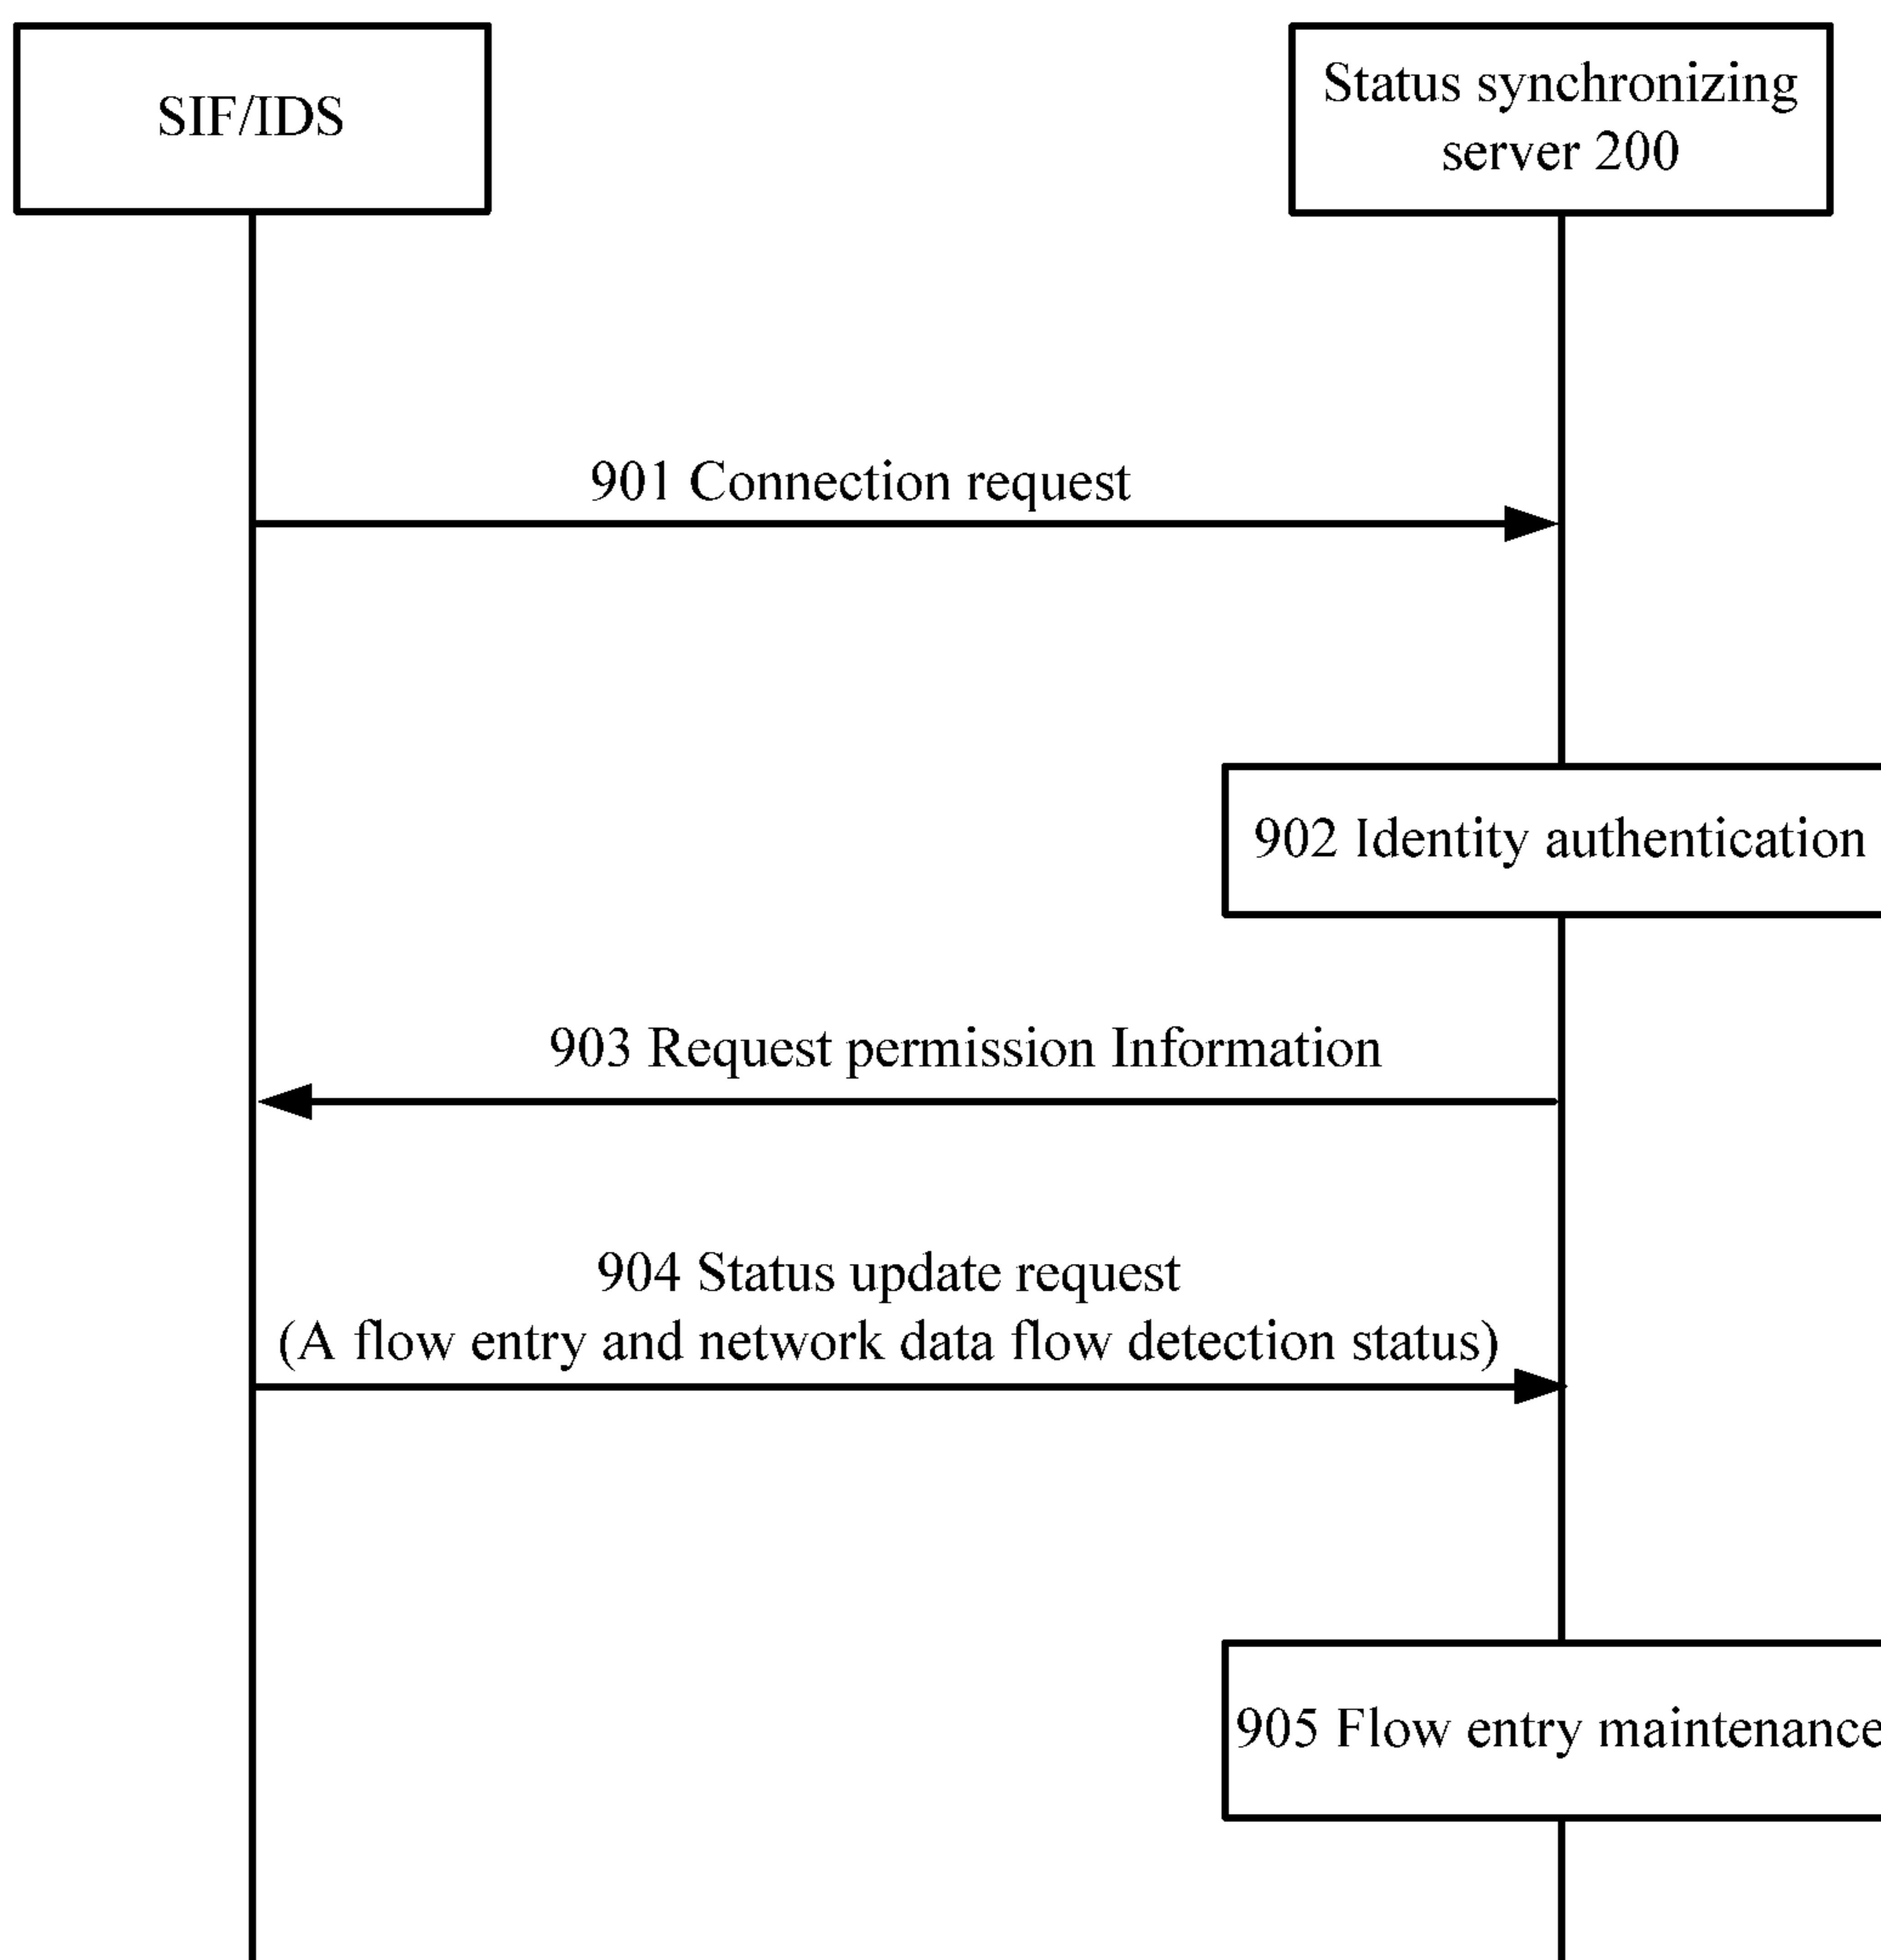 SIF/IDS
Status synchronizing
server 200
901 Connection request
902 Identity authentication
903 Request permission Information
904 Status update request
(A flow entry and network data flow detection status)
905 Flow entry maintenance